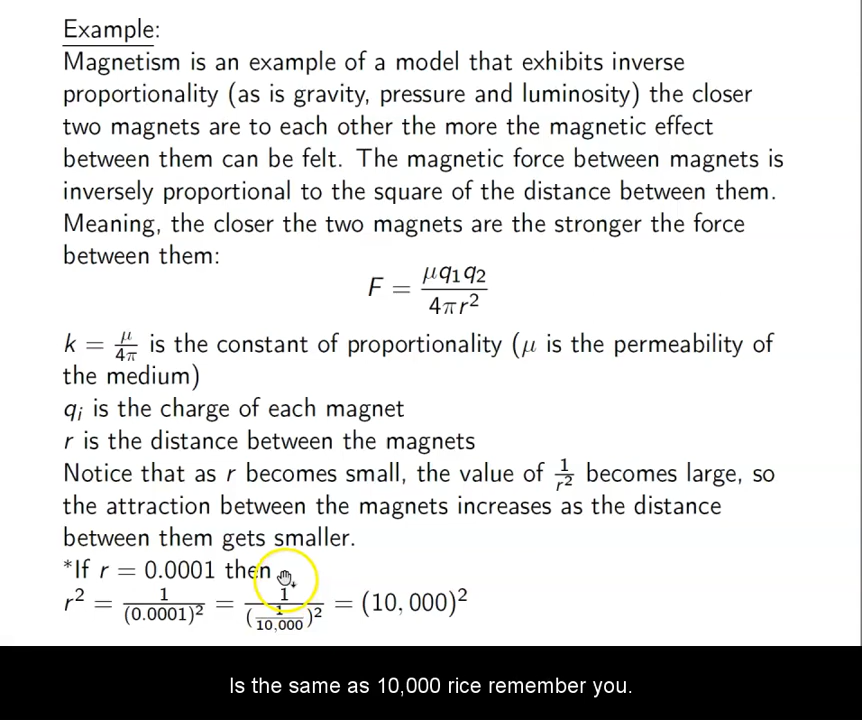 Example:
Magnetism is an example of a model that exhibits inverse
proportionality (as is gravity, pressure and luminosity) the closer
two magnets are to each other the more the magnetic effect
between them can be felt. The magnetic force between magnets is
inversely proportional to the square of the distance between them.
Meaning, the closer the two magnets are the stronger the force
between them:
F = μq₁q₂ / 4πr²
k = μ/4π is the constant of proportionality (μ is the permeability of
the medium)
qᵢ is the charge of each magnet
r is the distance between the magnets
Notice that as r becomes small, the value of 1/r² becomes large, so
the attraction between the magnets increases as the distance
between them gets smaller.
*If r = 0.0001 then
r² = 1/(0.0001)² = 1/(1/10,000)² = (10,000)²
Is the same as 10,000 rice remember you.